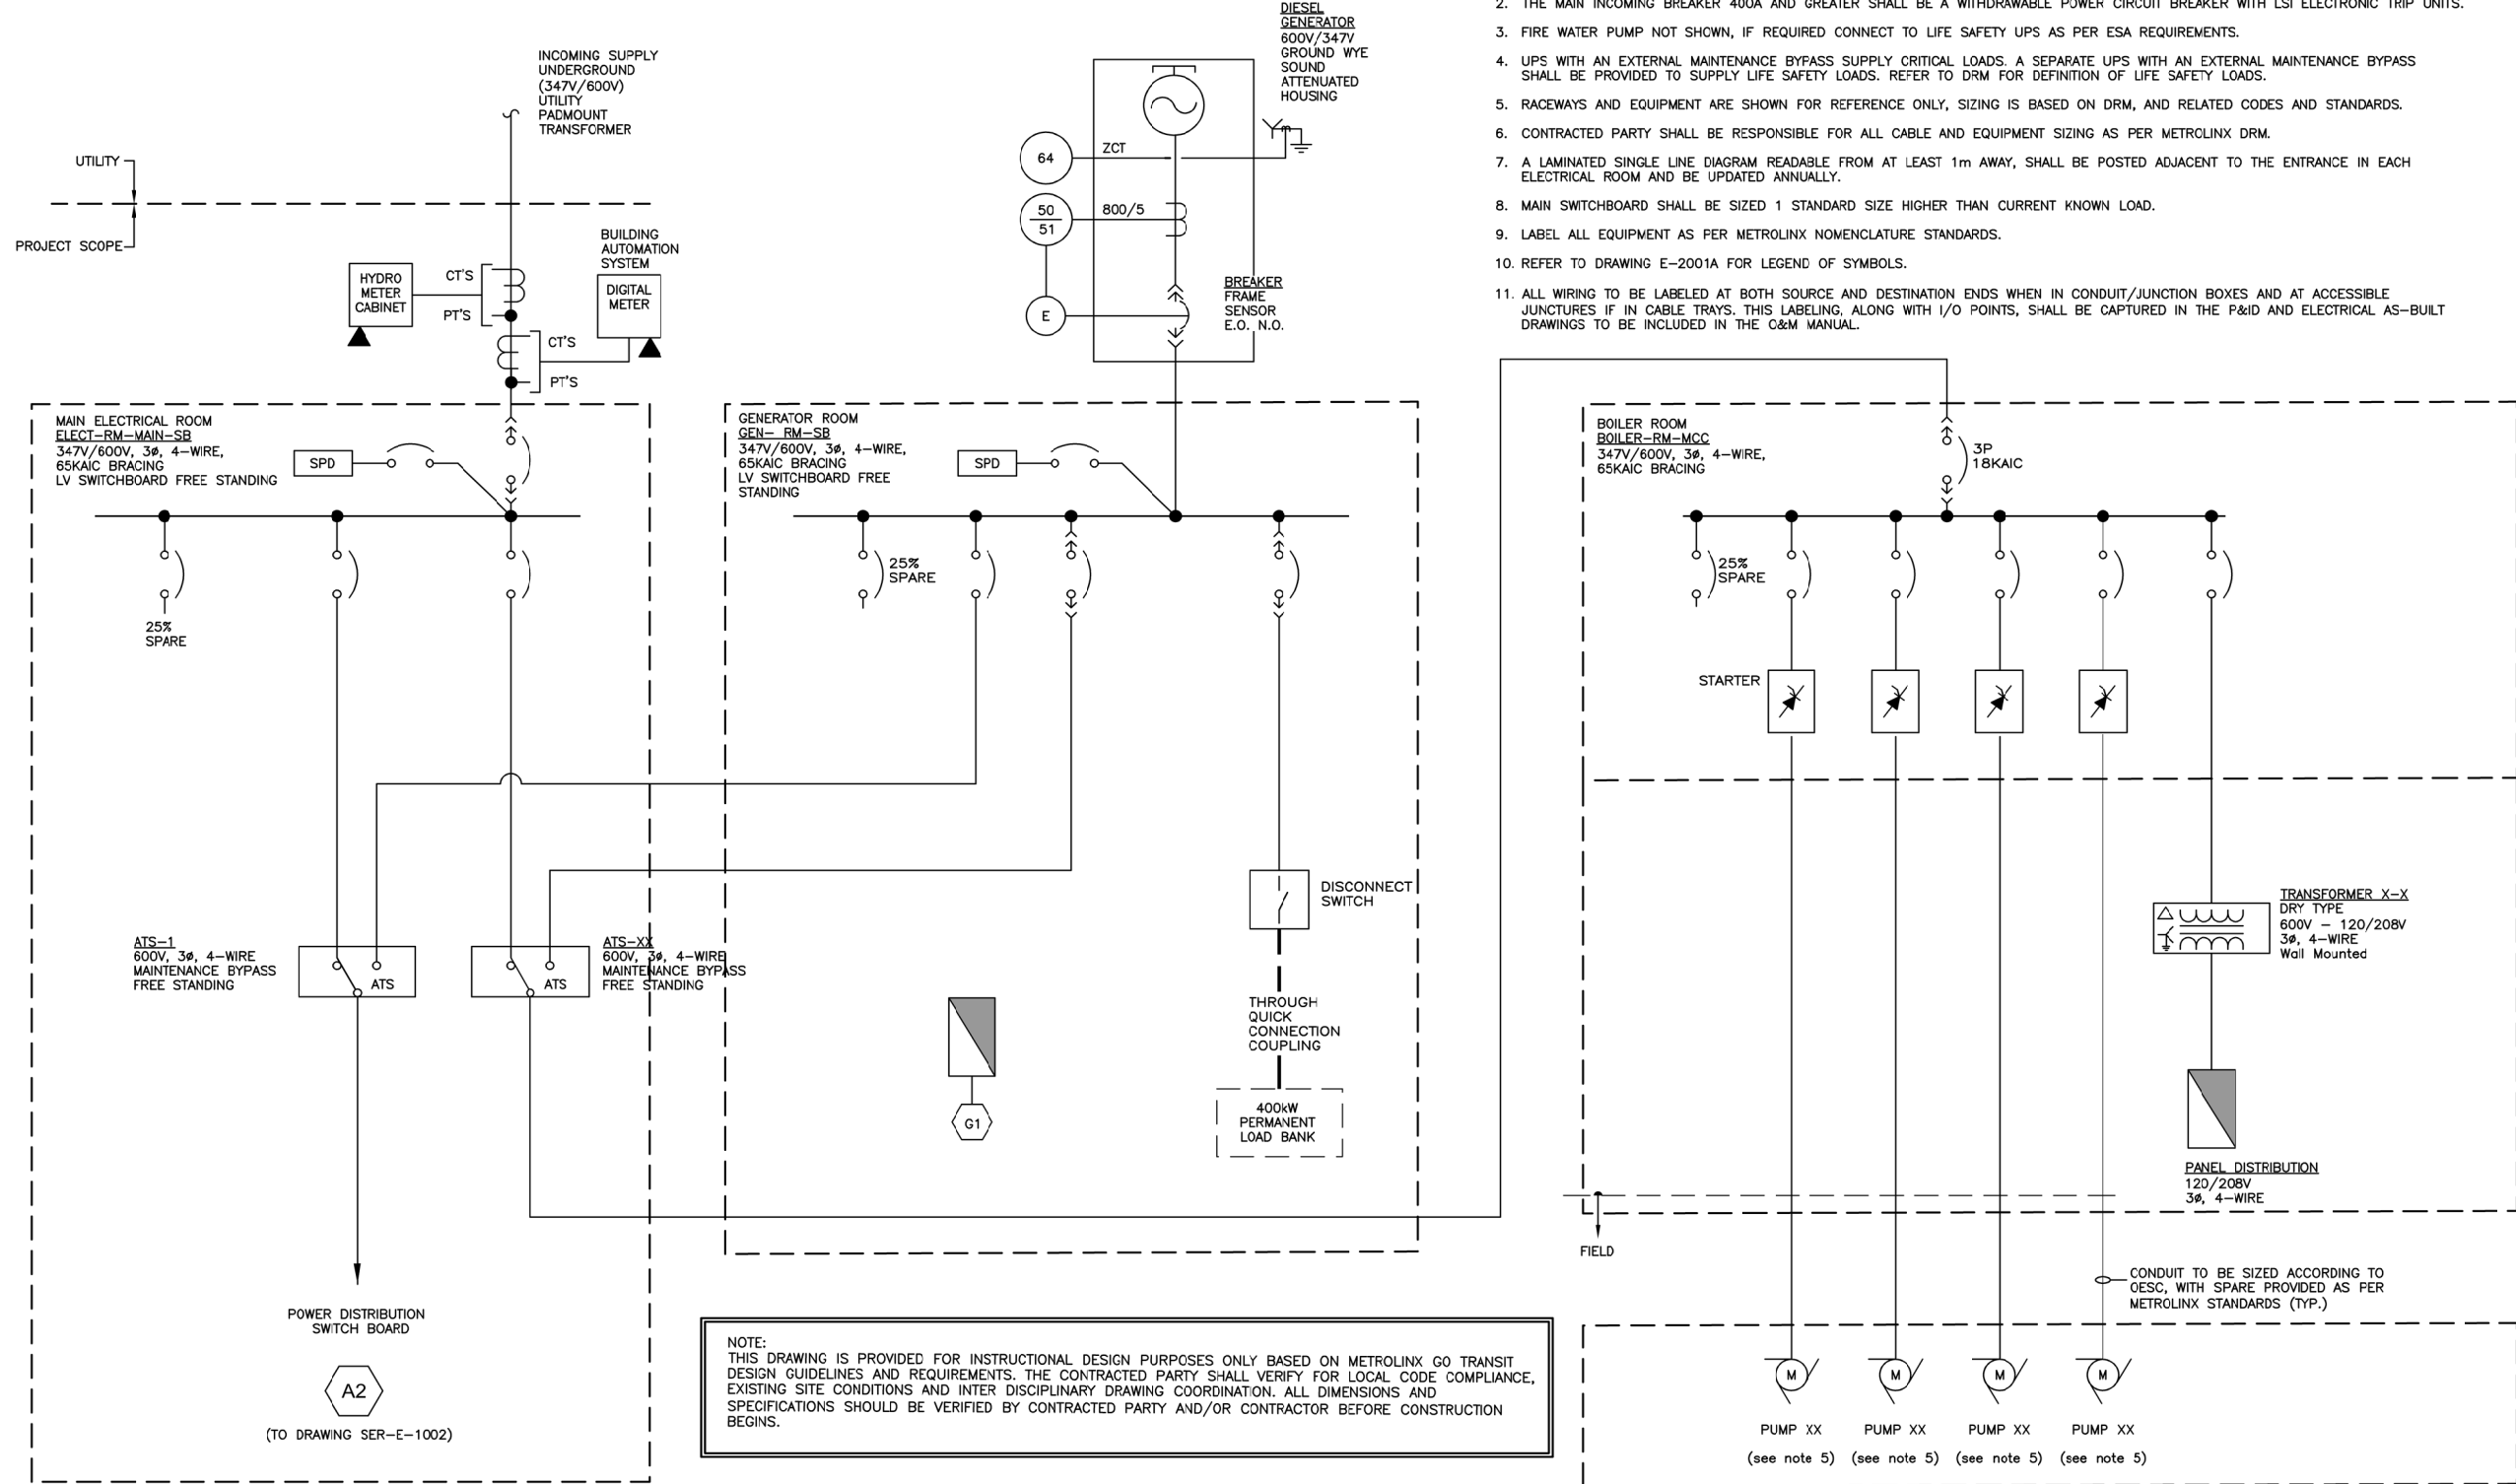 DIESEL
GENERATOR
600V/347V
GROUND WYE
SOUND
ATTENUATED
HOUSING
2. THE MAIN INCOMING BREAKER 400A AND GREATER SHALL BE A WITHDRAWABLE POWER CIRCUIT BREAKER WITH LSI ELECTRONIC TRIP UNITS.
3. FIRE WATER PUMP NOT SHOWN, IF REQUIRED CONNECT TO LIFE SAFETY UPS AS PER ESA REQUIREMENTS.
4. UPS WITH AN EXTERNAL MAINTENANCE BYPASS SUPPLY CRITICAL LOADS. A SEPARATE UPS WITH AN EXTERNAL MAINTENANCE BYPASS
SHALL BE PROVIDED TO SUPPLY LIFE SAFETY LOADS. REFER TO DRM FOR DEFINITION OF LIFE SAFETY LOADS.
5. RACEWAYS AND EQUIPMENT ARE SHOWN FOR REFERENCE ONLY, SIZING IS BASED ON DRM, AND RELATED CODES AND STANDARDS.
6. CONTRACTED PARTY SHALL BE RESPONSIBLE FOR ALL CABLE AND EQUIPMENT SIZING AS PER METROLINX DRM.
7. A LAMINATED SINGLE LINE DIAGRAM READABLE FROM AT LEAST 1m AWAY, SHALL BE POSTED ADJACENT TO THE ENTRANCE IN EACH
ELECTRICAL ROOM AND BE UPDATED ANNUALLY.
8. MAIN SWITCHBOARD SHALL BE SIZED 1 STANDARD SIZE HIGHER THAN CURRENT KNOWN LOAD.
9. LABEL ALL EQUIPMENT AS PER METROLINX NOMENCLATURE STANDARDS.
10. REFER TO DRAWING E-2001A FOR LEGEND OF SYMBOLS.
11. ALL WIRING TO BE LABELED AT BOTH SOURCE AND DESTINATION ENDS WHEN IN CONDUIT/JUNCTION BOXES AND AT ACCESSIBLE
JUNCTURES IF IN CABLE TRAYS. THIS LABELING, ALONG WITH I/O POINTS, SHALL BE CAPTURED IN THE P&ID AND ELECTRICAL AS-BUILT
DRAWINGS TO BE INCLUDED IN THE O&M MANUAL.
INCOMING SUPPLY
UNDERGROUND
(347V/600V)
UTILITY
PADMOUNT
TRANSFORMER
UTILITY
PROJECT SCOPE
64
ZCT
50
51
800/5
E
BREAKER
FRAME
SENSOR
E.O. N.O.
BUILDING
AUTOMATION
SYSTEM
HYDRO
METER
CABINET
CT'S
PT'S
DIGITAL
METER
CT'S
PT'S
MAIN ELECTRICAL ROOM
ELECT-RM-MAIN-SB
347V/600V, 3ø, 4-WIRE,
65KAIC BRACING
LV SWITCHBOARD FREE STANDING
SPD
25%
SPARE
GENERATOR ROOM
GEN- RM-SB
347V/600V, 3ø, 4-WIRE,
65KAIC BRACING
LV SWITCHBOARD FREE
STANDING
SPD
25%
SPARE
BOILER ROOM
BOILER-RM-MCC
347V/600V, 3ø, 4-WIRE,
65KAIC BRACING
3P
18KAIC
25%
SPARE
STARTER
ATS-1
600V, 3ø, 4-WIRE
MAINTENANCE BYPASS
FREE STANDING
ATS
ATS
ATS-XX
600V, 3ø, 4-WIRE
MAINTENANCE BYPASS
FREE STANDING
DISCONNECT
SWITCH
THROUGH
QUICK
CONNECTION
COUPLING
400kW
PERMANENT
LOAD BANK
G1
TRANSFORMER X-X
DRY TYPE
600V - 120/208V
3ø, 4-WIRE
Wall Mounted
PANEL DISTRIBUTION
120/208V
3ø, 4-WIRE
FIELD
CONDUIT TO BE SIZED ACCORDING TO
OESC, WITH SPARE PROVIDED AS PER
METROLINX STANDARDS (TYP.)
POWER DISTRIBUTION
SWITCH BOARD
A2
(TO DRAWING SER-E-1002)
NOTE:
THIS DRAWING IS PROVIDED FOR INSTRUCTIONAL DESIGN PURPOSES ONLY BASED ON METROLINX GO TRANSIT
DESIGN GUIDELINES AND REQUIREMENTS. THE CONTRACTED PARTY SHALL VERIFY FOR LOCAL CODE COMPLIANCE,
EXISTING SITE CONDITIONS AND INTER DISCIPLINARY DRAWING COORDINATION. ALL DIMENSIONS AND
SPECIFICATIONS SHOULD BE VERIFIED BY CONTRACTED PARTY AND/OR CONTRACTOR BEFORE CONSTRUCTION
BEGINS.
M M M M
PUMP XX PUMP XX PUMP XX PUMP XX
(see note 5) (see note 5) (see note 5) (see note 5)